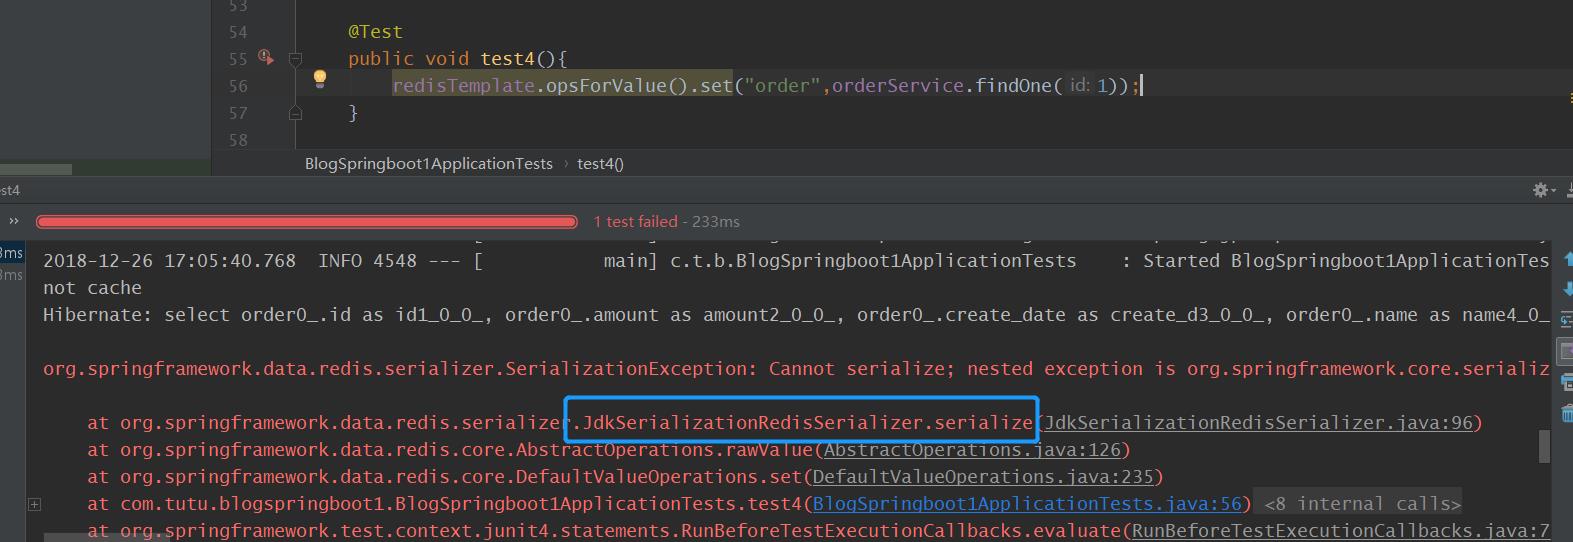 53
54 @Test
55 public void test4(){
56 redisTemplate.opsForValue().set("order",orderService.findOne( id: 1));
57 }
58
BlogSpringboot1ApplicationTests › test4()
est4
›› 1 test failed - 233ms
3ms
2018-12-26 17:05:40.768 INFO 4548 --- [ main] c.t.b.BlogSpringboot1ApplicationTests : Started BlogSpringboot1ApplicationTes
3ms
not cache
Hibernate: select order0_.id as id1_0_0_, order0_.amount as amount2_0_0_, order0_.create_date as create_d3_0_0_, order0_.name as name4_0_
org.springframework.data.redis.serializer.SerializationException: Cannot serialize; nested exception is org.springframework.core.serializ
at org.springframework.data.redis.serializer.JdkSerializationRedisSerializer.serialize(JdkSerializationRedisSerializer.java:96)
at org.springframework.data.redis.core.AbstractOperations.rawValue(AbstractOperations.java:126)
at org.springframework.data.redis.core.DefaultValueOperations.set(DefaultValueOperations.java:235)
at com.tutu.blogspringboot1.BlogSpringboot1ApplicationTests.test4(BlogSpringboot1ApplicationTests.java:56) <8 internal calls>
at org.springframework.test.context.junit4.statements.RunBeforeTestExecutionCallbacks.evaluate(RunBeforeTestExecutionCallbacks.java:7